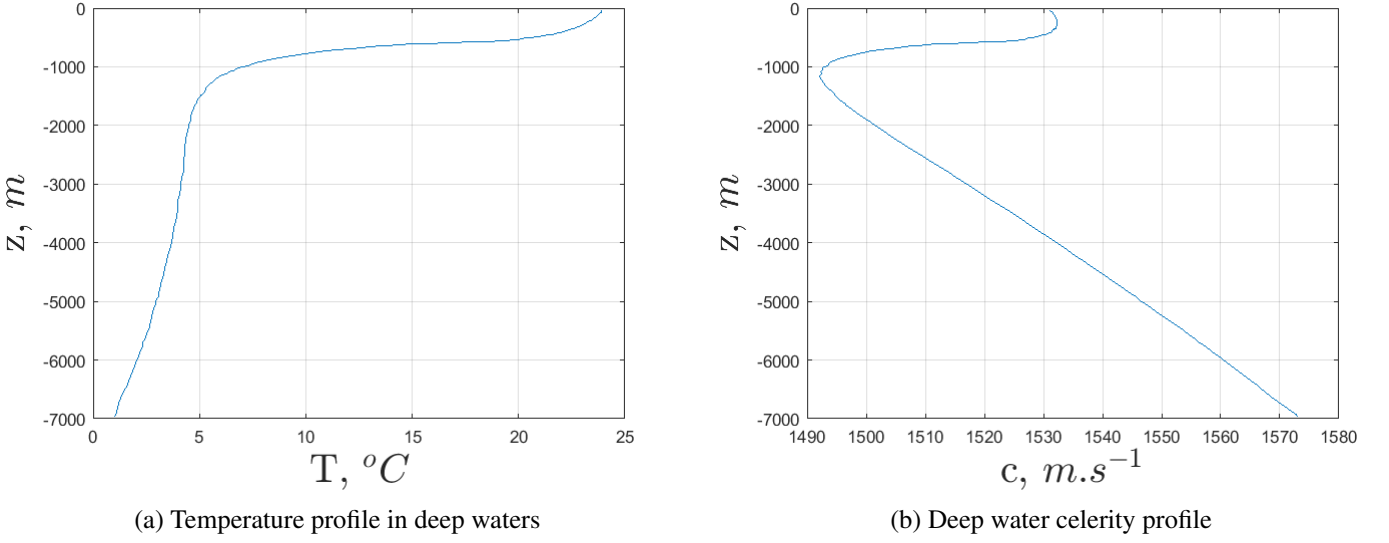 0
-1000
-2000
-3000
-4000
-5000
-6000
-7000
z, m
0 5 10 15 20 25
T, °C
(a) Temperature profile in deep waters
0
-1000
-2000
-3000
-4000
-5000
-6000
-7000
z, m
1490 1500 1510 1520 1530 1540 1550 1560 1570 1580
c, m.s⁻¹
(b) Deep water celerity profile